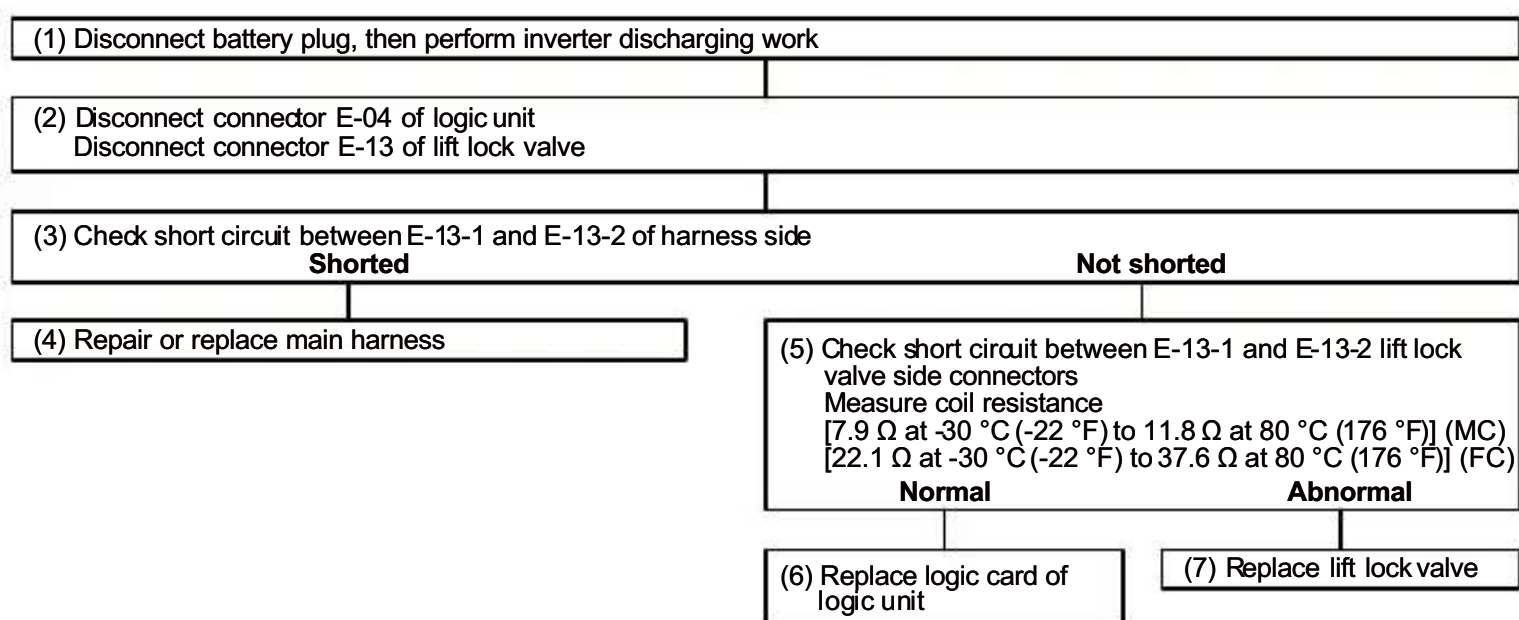 (1) Disconnect battery plug, then perform inverter discharging work
(2) Disconnect connector E-04 of logic unit
Disconnect connector E-13 of lift lock valve
(3) Check short circuit between E-13-1 and E-13-2 of harness side
Shorted
Not shorted
(4) Repair or replace main harness
(5) Check short circuit between E-13-1 and E-13-2 lift lock
valve side connectors
Measure coil resistance
[7.9 Ω at -30 °C (-22 °F) to 11.8 Ω at 80 °C (176 °F)] (MC)
[22.1 Ω at -30 °C (-22 °F) to 37.6 Ω at 80 °C (176 °F)] (FC)
Normal
Abnormal
(6) Replace logic card of
logic unit
(7) Replace lift lock valve